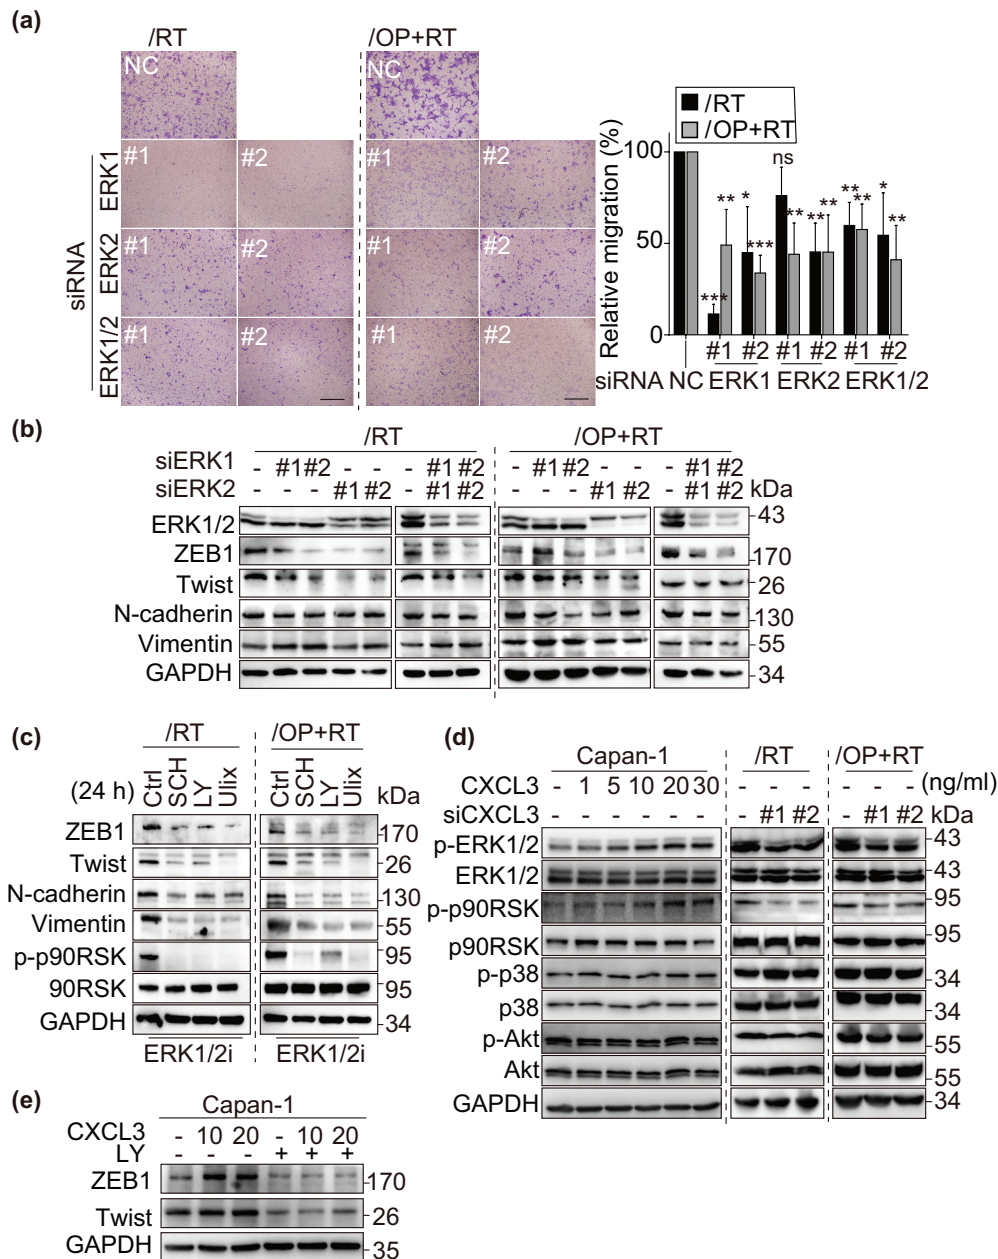 (a)
/RT
/OP+RT
NC
NC
siRNA
ERK1
#1
#2
#1
#2
ERK2
#1
#2
#1
#2
ERK1/2
#1
#2
#1
#2
/RT
/OP+RT
Relative migration (%)
100
50
0
***
**
*
***
ns
**
**
**
**
**
*
**
#1 #2 #1 #2 #1 #2
siRNA NC ERK1 ERK2 ERK1/2
(b)
/RT
/OP+RT
siERK1 - #1 #2 - - - #1 #2 - #1 #2 - - - #1 #2
siERK2 - - - #1 #2 - #1 #2 - - - #1 #2 - #1 #2 kDa
ERK1/2 -43
ZEB1 -170
Twist -26
N-cadherin -130
Vimentin -55
GAPDH -34
(c)
/RT
/OP+RT
(24 h) Ctrl SCH LY Ulix Ctrl SCH LY Ulix kDa
ZEB1 -170
Twist -26
N-cadherin -130
Vimentin -55
p-p90RSK -95
90RSK -95
GAPDH -34
ERK1/2i
ERK1/2i
(d)
Capan-1 /RT /OP+RT
CXCL3 - 1 5 10 20 30 - - - - - - (ng/ml)
siCXCL3 - - - - - - - #1 #2 - #1 #2 kDa
p-ERK1/2 -43
ERK1/2 -43
p-p90RSK -95
p90RSK -95
p-p38 -34
p38 -34
p-Akt -55
Akt -55
GAPDH -34
(e)
Capan-1
CXCL3 - 10 20 - 10 20
LY - - - + + +
ZEB1 -170
Twist -26
GAPDH -35